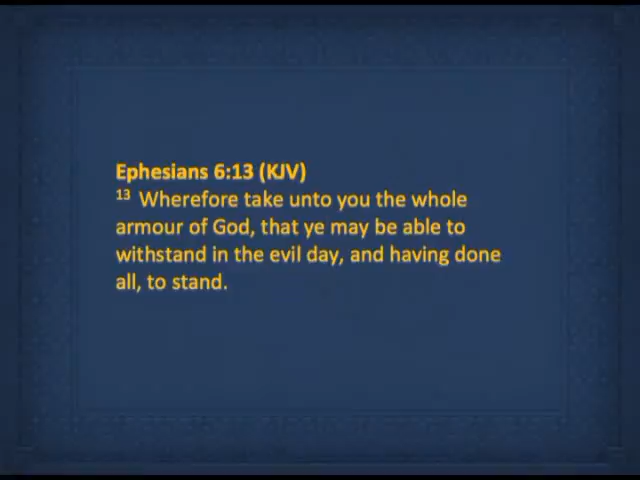 Ephesians 6:13 (KJV)
13 Wherefore take unto you the whole
armour of God, that ye may be able to
withstand in the evil day, and having done
all, to stand.